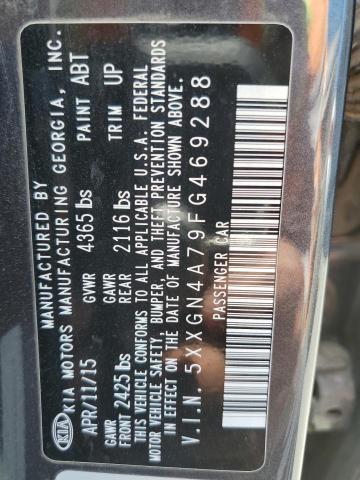 MANUFACTURED BY
KIA KIA MOTORS MANUFACTURING GEORGIA, INC.
APR/11/15 GVWR 4365 lbs PAINT ABT
GAWR GAWR TRIM UP
FRONT 2425 lbs REAR 2116 lbs
THIS VEHICLE CONFORMS TO ALL APPLICABLE U.S.A. FEDERAL
MOTOR VEHICLE SAFETY, BUMPER, AND THEFT PREVENTION STANDARDS
IN EFFECT ON THE DATE OF MANUFACTURE SHOWN ABOVE.
V.I.N. 5XXGN4A79FG469288
PASSENGER CAR